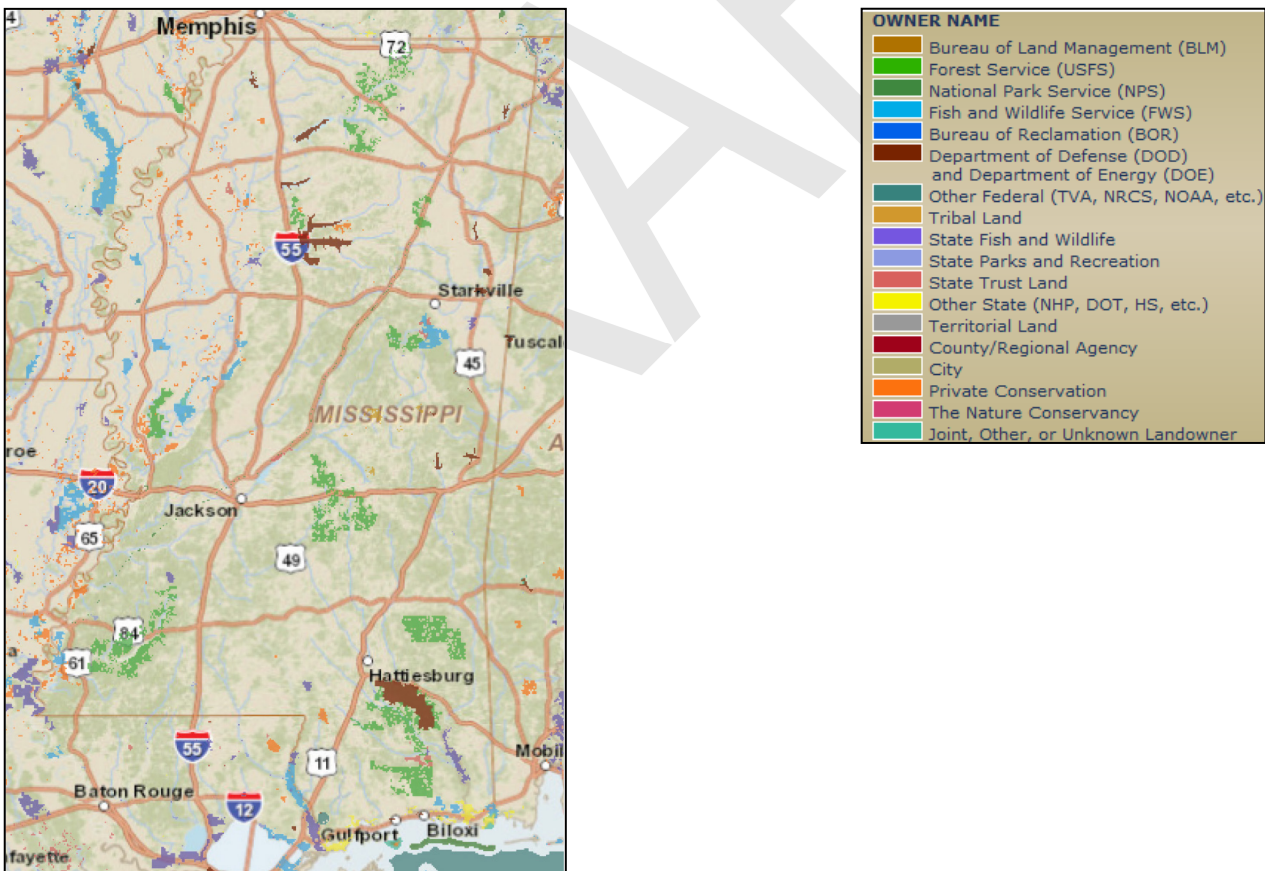 4
Memphis
72
55
Starkville
Tuscal
45
MISSISSIPPI
A
roe
20
Jackson
65
49
84
a
61
Hattiesburg
55
11
Mobil
Baton Rouge
12
Gulfport
Biloxi
afayette
OWNER NAME
Bureau of Land Management (BLM)
Forest Service (USFS)
National Park Service (NPS)
Fish and Wildlife Service (FWS)
Bureau of Reclamation (BOR)
Department of Defense (DOD)
and Department of Energy (DOE)
Other Federal (TVA, NRCS, NOAA, etc.)
Tribal Land
State Fish and Wildlife
State Parks and Recreation
State Trust Land
Other State (NHP, DOT, HS, etc.)
Territorial Land
County/Regional Agency
City
Private Conservation
The Nature Conservancy
Joint, Other, or Unknown Landowner